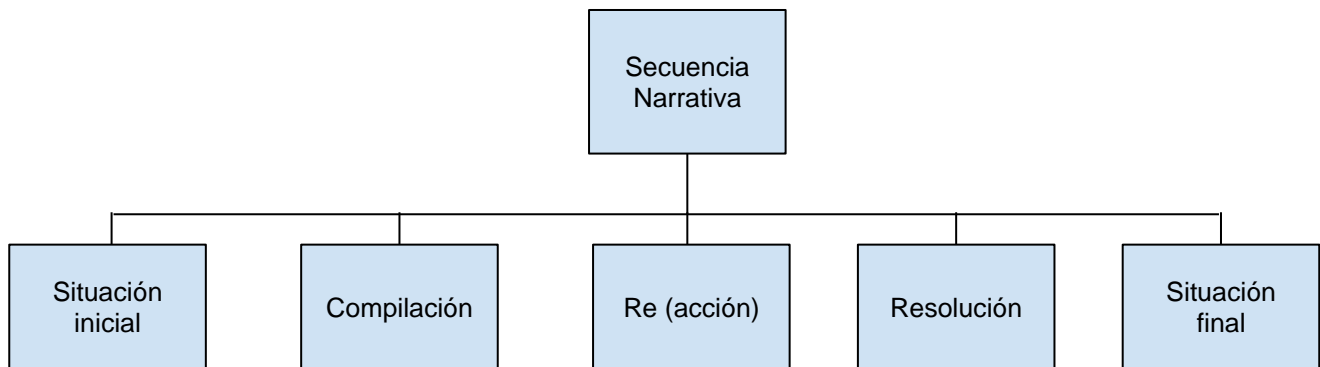 Secuencia
Narrativa
Situación
inicial
Compilación
Re (acción)
Resolución
Situación
final